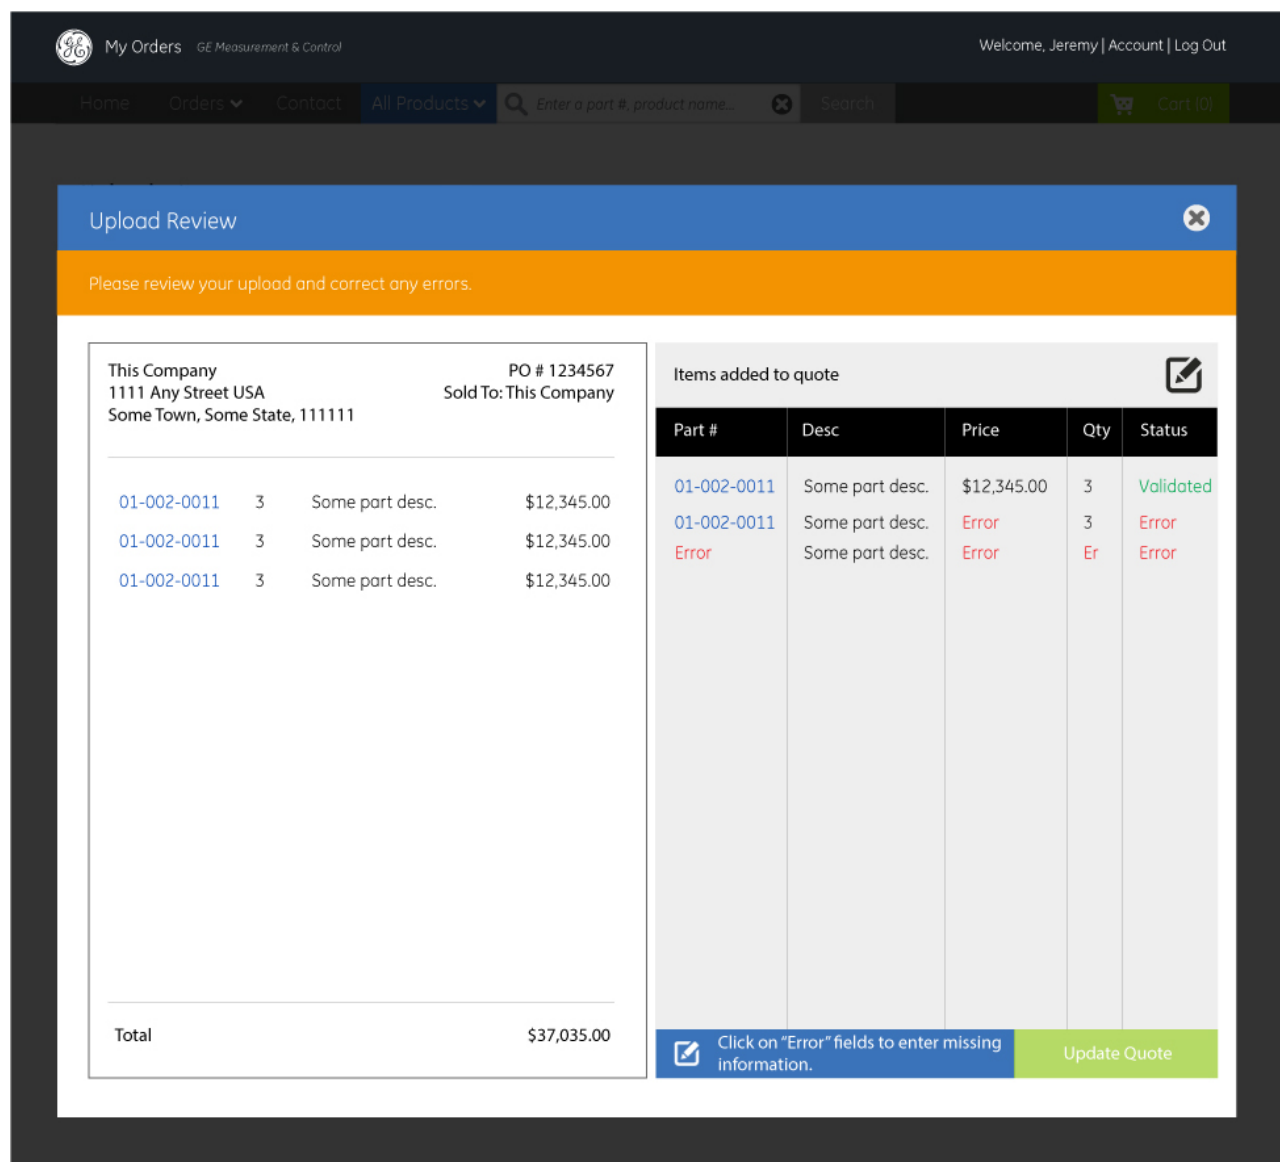 GE My Orders GE Measurement & Control Welcome, Jeremy | Account | Log Out
Home Orders Contact All Products Enter a part #, product name... Search Cart (0)
Upload Review
Please review your upload and correct any errors.
This Company PO # 1234567
1111 Any Street USA Sold To: This Company
Some Town, Some State, 111111
01-002-0011 3 Some part desc. $12,345.00
01-002-0011 3 Some part desc. $12,345.00
01-002-0011 3 Some part desc. $12,345.00
Total $37,035.00
Items added to quote
Part # Desc Price Qty Status
01-002-0011 Some part desc. $12,345.00 3 Validated
01-002-0011 Some part desc. Error 3 Error
Error Some part desc. Error Er Error
Click on "Error" fields to enter missing
information.
Update Quote